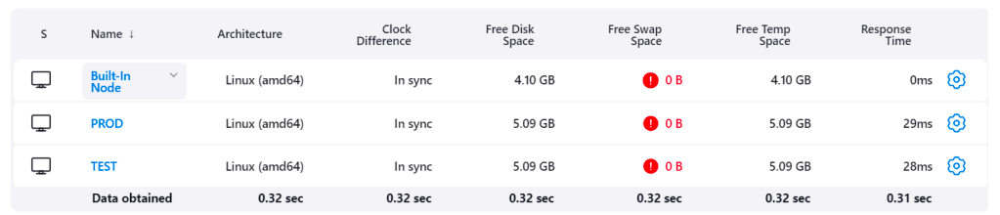 S Name ↓ Architecture Clock Difference Free Disk Space Free Swap Space Free Temp Space Response Time
Built-In Node Linux (amd64) In sync 4.10 GB 0 B 4.10 GB 0ms
PROD Linux (amd64) In sync 5.09 GB 0 B 5.09 GB 29ms
TEST Linux (amd64) In sync 5.09 GB 0 B 5.09 GB 28ms
Data obtained 0.32 sec 0.32 sec 0.32 sec 0.32 sec 0.32 sec 0.31 sec